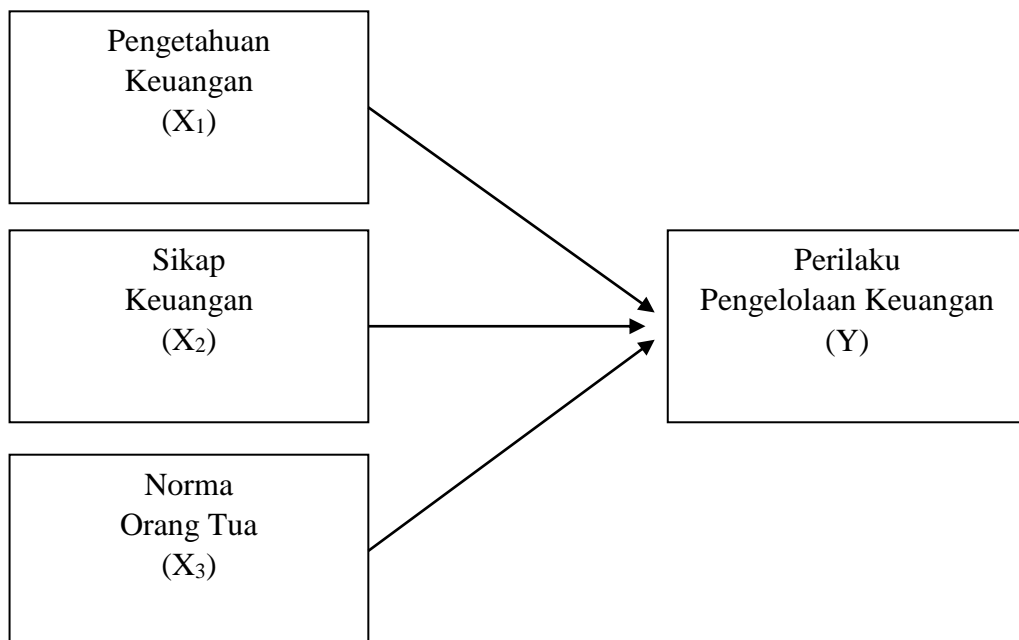 Pengetahuan
Keuangan
(X₁)
Sikap
Keuangan
(X₂)
Norma
Orang Tua
(X₃)
Perilaku
Pengelolaan Keuangan
(Y)